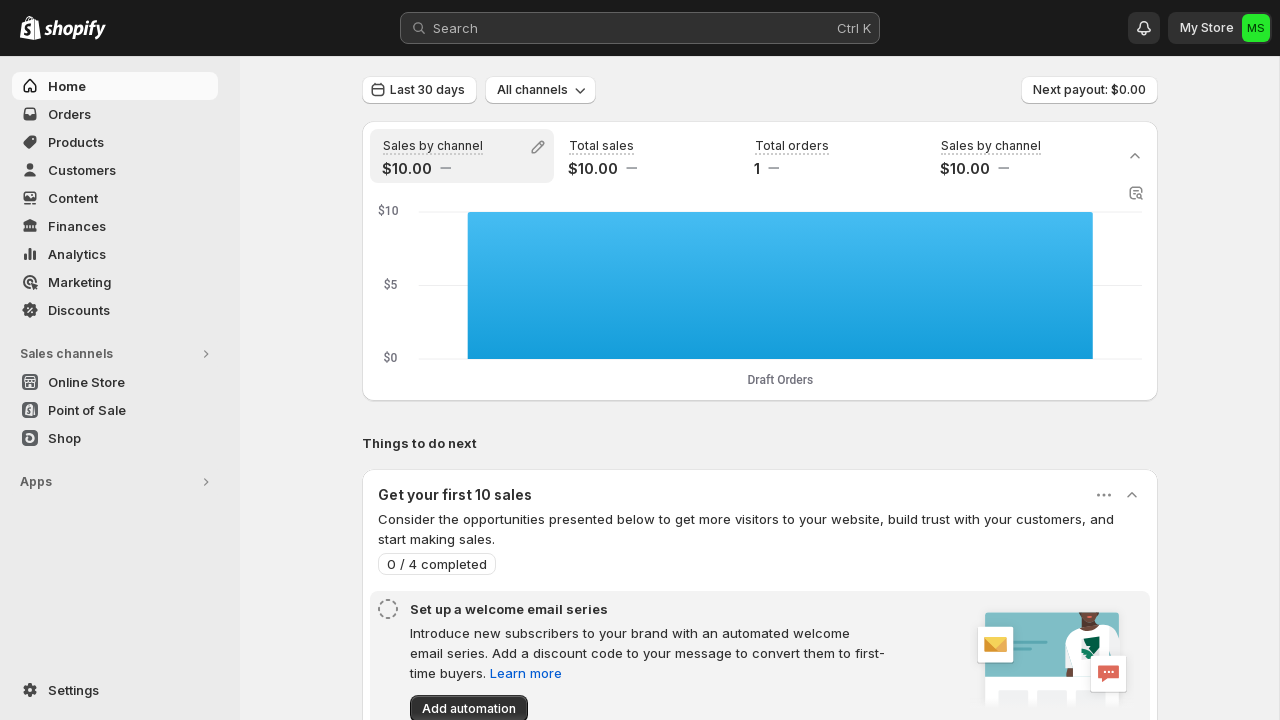 shopify
Search
Ctrl K
My Store
MS
Home
Orders
Products
Customers
Content
Finances
Analytics
Marketing
Discounts
Sales channels
Online Store
Point of Sale
Shop
Apps
Settings
Last 30 days
All channels
Next payout: $0.00
Sales by channel
$10.00 —
Total sales
$10.00 —
Total orders
1 —
Sales by channel
$10.00 —
$10
$5
$0
Draft Orders
Things to do next
Get your first 10 sales
Consider the opportunities presented below to get more visitors to your website, build trust with your customers, and
start making sales.
0 / 4 completed
Set up a welcome email series
Introduce new subscribers to your brand with an automated welcome
email series. Add a discount code to your message to convert them to first-
time buyers. Learn more
Add automation